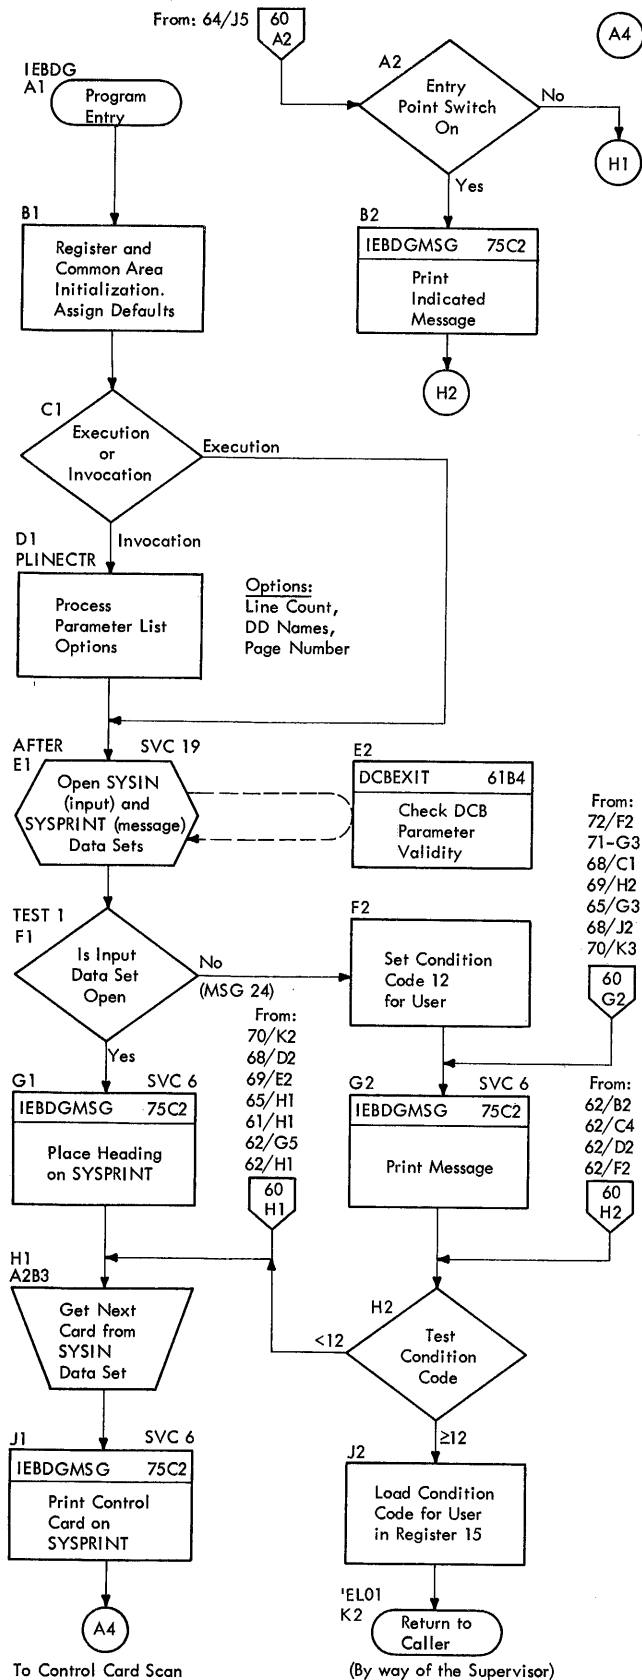 From: 64/J5
60
A2
A4
IEBDG
A1
Program
Entry
A2
Entry
Point Switch
On
No
H1
Yes
B1
Register and
Common Area
Initialization.
Assign Defaults
B2
IEBDGMSG 75C2
Print
Indicated
Message
H2
C1
Execution
or
Invocation
Execution
Invocation
D1
PLINECTR
Process
Parameter List
Options
Options:
Line Count,
DD Names,
Page Number
AFTER
E1
SVC 19
Open SYSIN
(input) and
SYSPRINT (message)
Data Sets
E2
DCBEXIT 61B4
Check DCB
Parameter
Validity
From:
72/F2
71-G3
68/C1
69/H2
65/G3
68/J2
70/K3
60
G2
TEST 1
F1
Is Input
Data Set
Open
No
(MSG 24)
Yes
F2
Set Condition
Code 12
for User
From:
70/K2
68/D2
69/E2
65/H1
61/H1
62/G5
62/H1
60
H1
G1
SVC 6
IEBDGMSG 75C2
Place Heading
on SYSPRINT
G2
SVC 6
IEBDGMSG 75C2
Print Message
From:
62/B2
62/C4
62/D2
62/F2
60
H2
H1
A2B3
Get Next
Card from
SYSIN
Data Set
H2
Test
Condition
Code
<12
≥12
J1
SVC 6
IEBDGMSG 75C2
Print Control
Card on
SYSPRINT
J2
Load Condition
Code for User
in Register 15
A4
To Control Card Scan
'EL01
K2
Return to
Caller
(By way of the Supervisor)